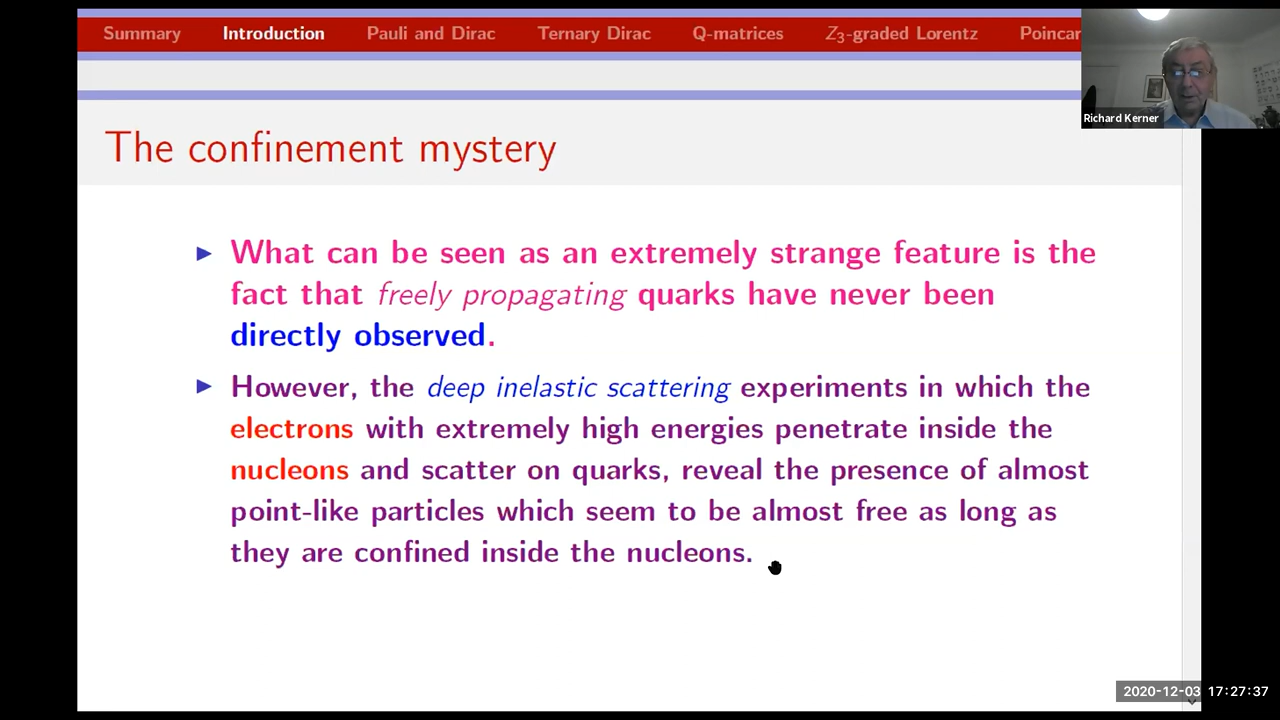 Summary Introduction Pauli and Dirac Ternary Dirac Q-matrices Z3-graded Lorentz Poincar
Richard Kerner
The confinement mystery
What can be seen as an extremely strange feature is the
fact that freely propagating quarks have never been
directly observed.
However, the deep inelastic scattering experiments in which the
electrons with extremely high energies penetrate inside the
nucleons and scatter on quarks, reveal the presence of almost
point-like particles which seem to be almost free as long as
they are confined inside the nucleons.
2020-12-03 17:27:37